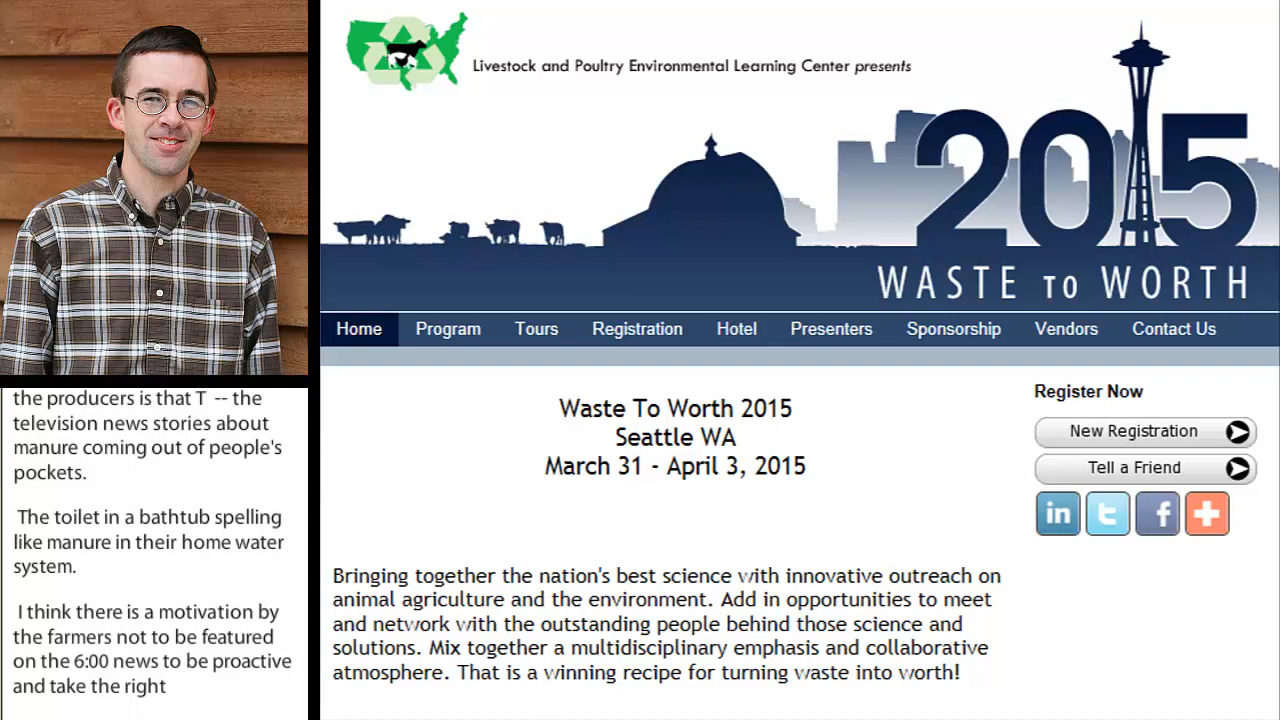 the producers is that T -- the
television news stories about
manure coming out of people's
pockets.
The toilet in a bathtub spelling
like manure in their home water
system.
I think there is a motivation by
the farmers not to be featured
on the 6:00 news to be proactive
and take the right
Livestock and Poultry Environmental Learning Center presents
2015
WASTE TO WORTH
Home Program Tours Registration Hotel Presenters Sponsorship Vendors Contact Us
Waste To Worth 2015
Seattle WA
March 31 - April 3, 2015
Bringing together the nation's best science with innovative outreach on
animal agriculture and the environment. Add in opportunities to meet
and network with the outstanding people behind those science and
solutions. Mix together a multidisciplinary emphasis and collaborative
atmosphere. That is a winning recipe for turning waste into worth!
Register Now
New Registration
Tell a Friend
in t f